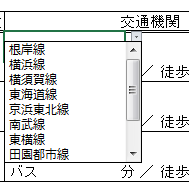 交通機関
根岸線
横浜線
横須賀線
東海道線
京浜東北線
南武線
東横線
田園都市線
／ 徒歩
／ 徒歩
バス 分 ／ 徒歩